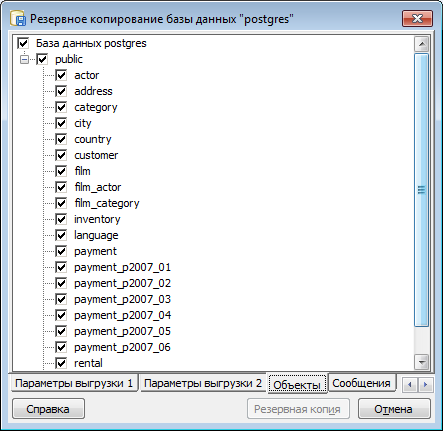 Резервное копирование базы данных "postgres"
База данных postgres
public
actor
address
category
city
country
customer
film
film_actor
film_category
inventory
language
payment
payment_p2007_01
payment_p2007_02
payment_p2007_03
payment_p2007_04
payment_p2007_05
payment_p2007_06
rental
Параметры выгрузки 1 Параметры выгрузки 2 Объекты Сообщения
Справка Резервная копия Отмена